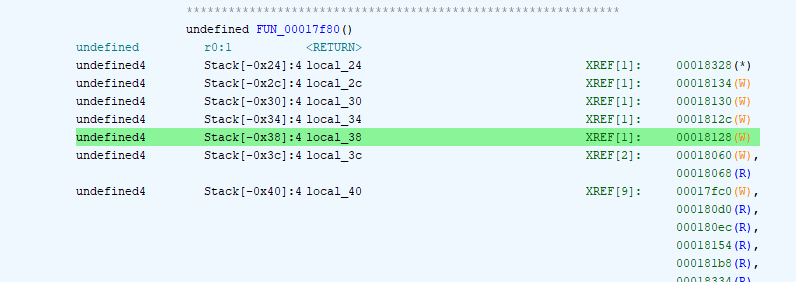 *************************************************************
undefined FUN_00017f80()
undefined r0:1 <RETURN>
undefined4 Stack[-0x24]:4 local_24 XREF[1]: 00018328(*)
undefined4 Stack[-0x2c]:4 local_2c XREF[1]: 00018134(W)
undefined4 Stack[-0x30]:4 local_30 XREF[1]: 00018130(W)
undefined4 Stack[-0x34]:4 local_34 XREF[1]: 0001812c(W)
undefined4 Stack[-0x38]:4 local_38 XREF[1]: 00018128(W)
undefined4 Stack[-0x3c]:4 local_3c XREF[2]: 00018060(W),
00018068(R)
undefined4 Stack[-0x40]:4 local_40 XREF[9]: 00017fc0(W),
000180d0(R),
000180ec(R),
00018154(R),
000181b8(R),
00018334(R),